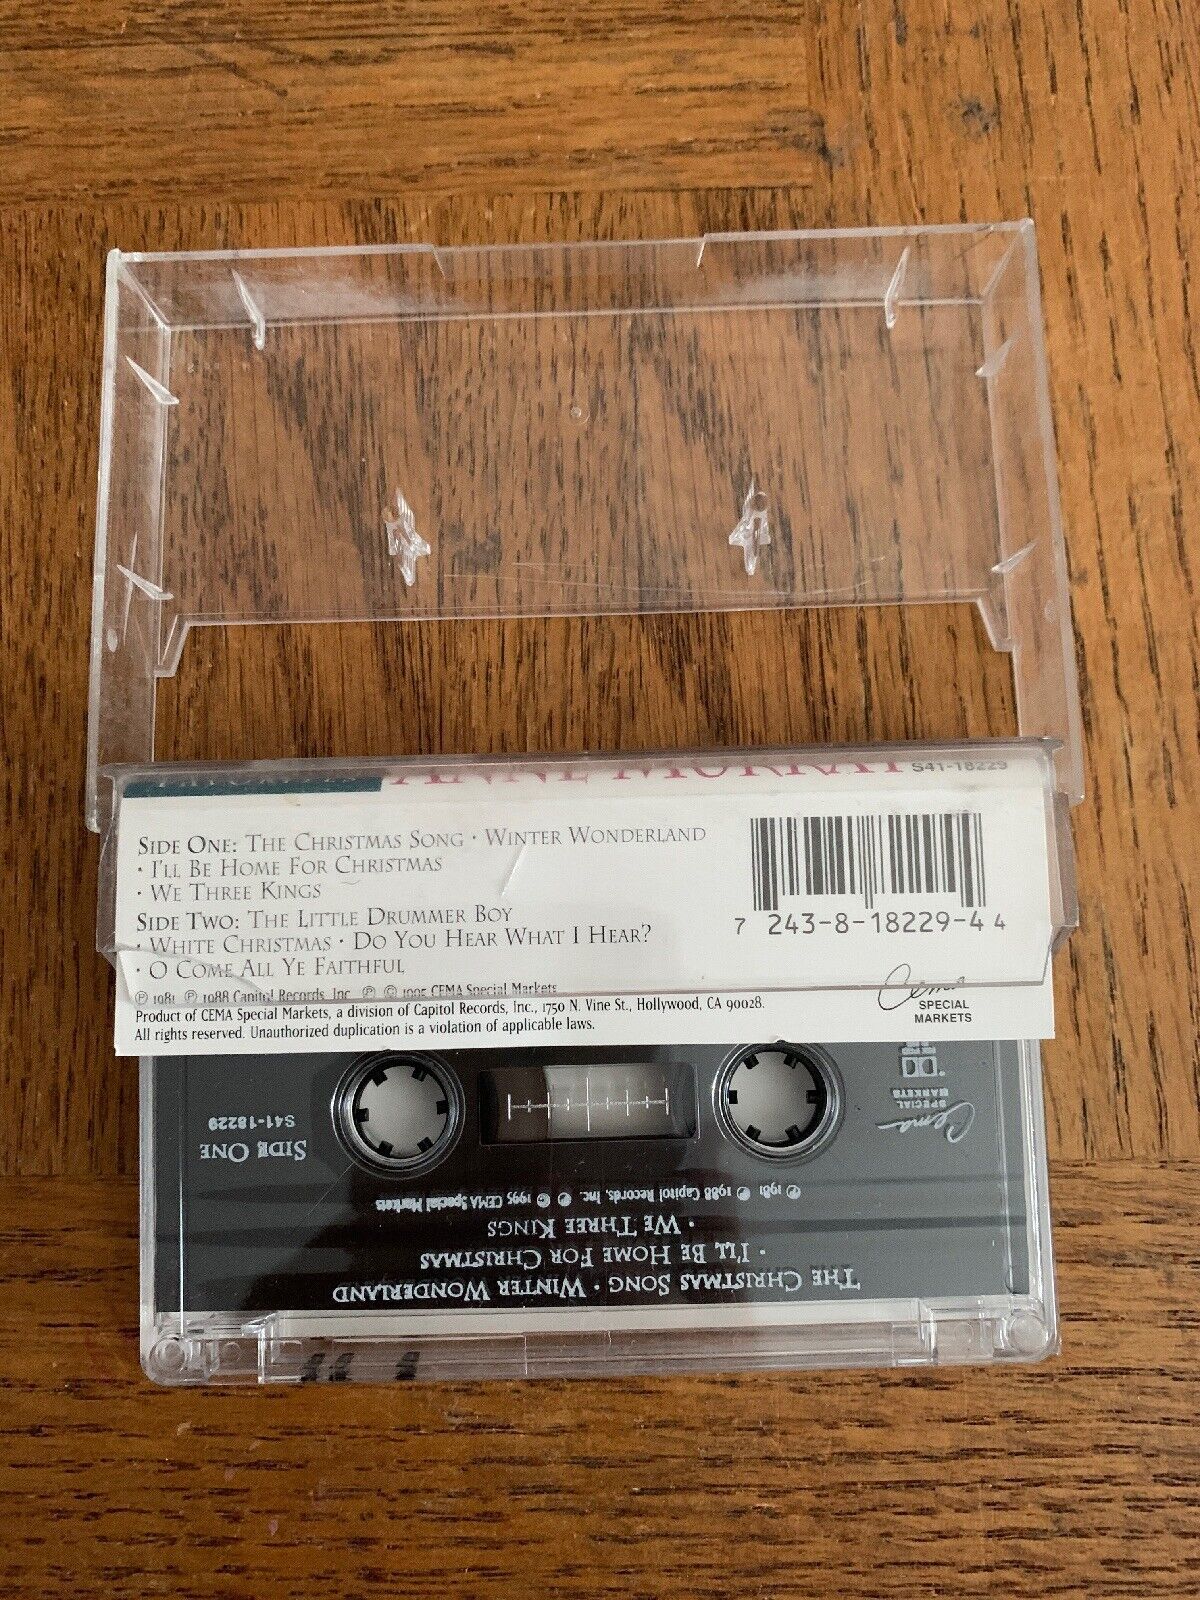 ANNE MURRAY S41-18229
SIDE ONE: THE CHRISTMAS SONG · WINTER WONDERLAND
· I'LL BE HOME FOR CHRISTMAS
· WE THREE KINGS
SIDE TWO: THE LITTLE DRUMMER BOY
· WHITE CHRISTMAS · DO YOU HEAR WHAT I HEAR?
· O COME ALL YE FAITHFUL
℗ 1981 ℗ 1988 Capitol Records, Inc. ℗ © 1995 CEMA Special Markets
Product of CEMA Special Markets, a division of Capitol Records, Inc., 1750 N. Vine St., Hollywood, CA 90028.
All rights reserved. Unauthorized duplication is a violation of applicable laws.
7 243-8-18229-4 4
Cema
SPECIAL
MARKETS
THE CHRISTMAS SONG · WINTER WONDERLAND
· I'LL BE HOME FOR CHRISTMAS
· WE THREE KINGS
℗ 1981 ℗ 1988 Capitol Records, Inc. ℗ © 1995 CEMA Special Markets
Cema
SPECIAL
MARKETS
SIDE ONE
S41-18229